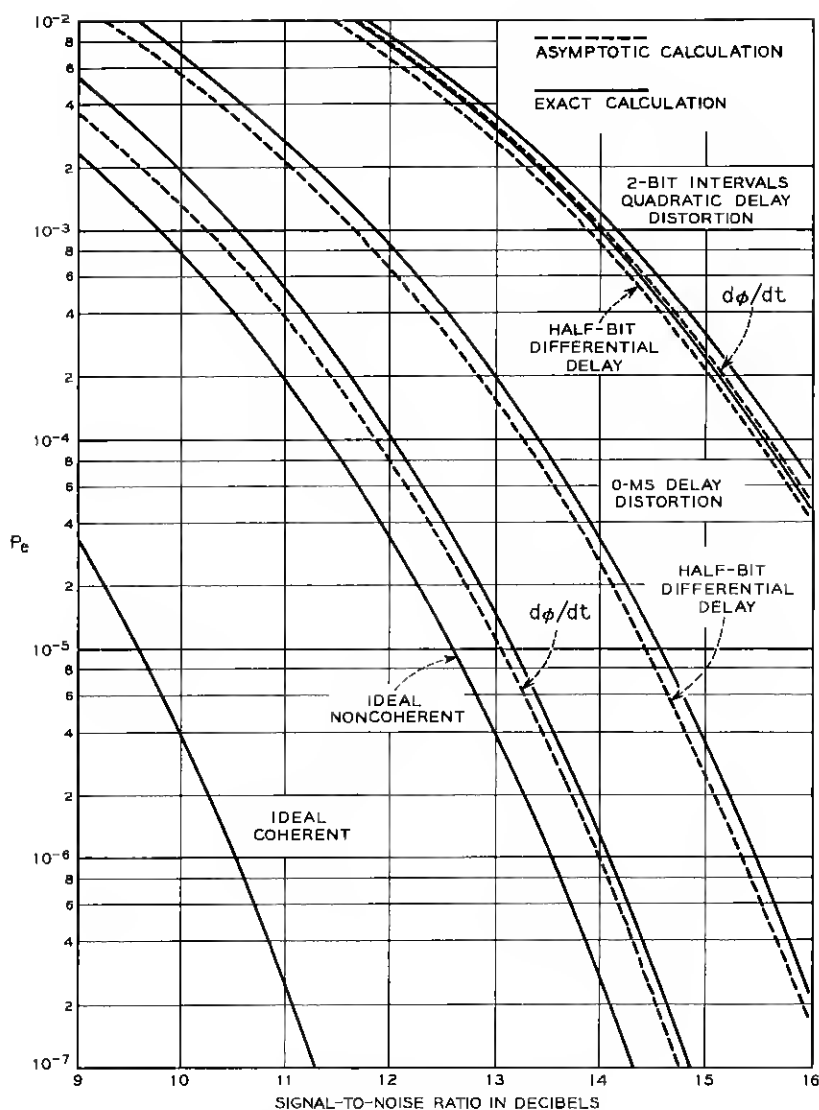 10-2
8
6
4
2
10-3
8
6
4
2
10-4
8
6
4
2
10-5
8
6
4
2
10-6
8
6
4
2
10-7
Pe
ASYMPTOTIC CALCULATION
EXACT CALCULATION
2-BIT INTERVALS
QUADRATIC DELAY
DISTORTION
dϕ/dt
HALF-BIT
DIFFERENTIAL
DELAY
0-MS DELAY
DISTORTION
HALF-BIT
DIFFERENTIAL
DELAY
dϕ/dt
IDEAL
NONCOHERENT
IDEAL
COHERENT
9 10 11 12 13 14 15 16
SIGNAL-TO-NOISE RATIO IN DECIBELS